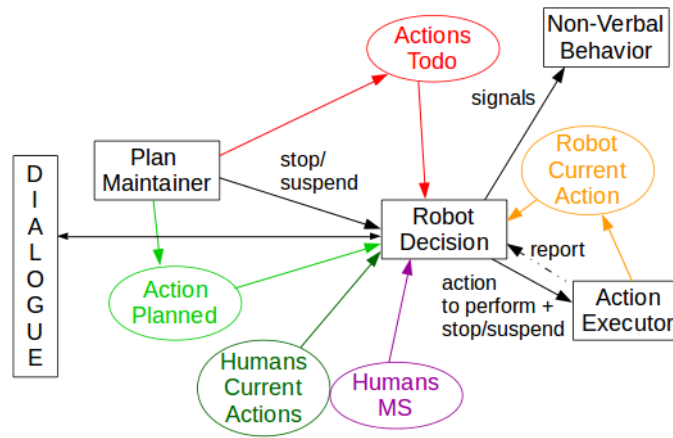 Actions
Todo
Non-Verbal
Behavior
signals
Plan
Maintainer
stop/
suspend
Robot
Current
Action
D
I
A
L
O
G
U
E
Robot
Decision
report
Action
Planned
action
to perform +
stop/suspend
Action
Executor
Humans
Current
Actions
Humans
MS